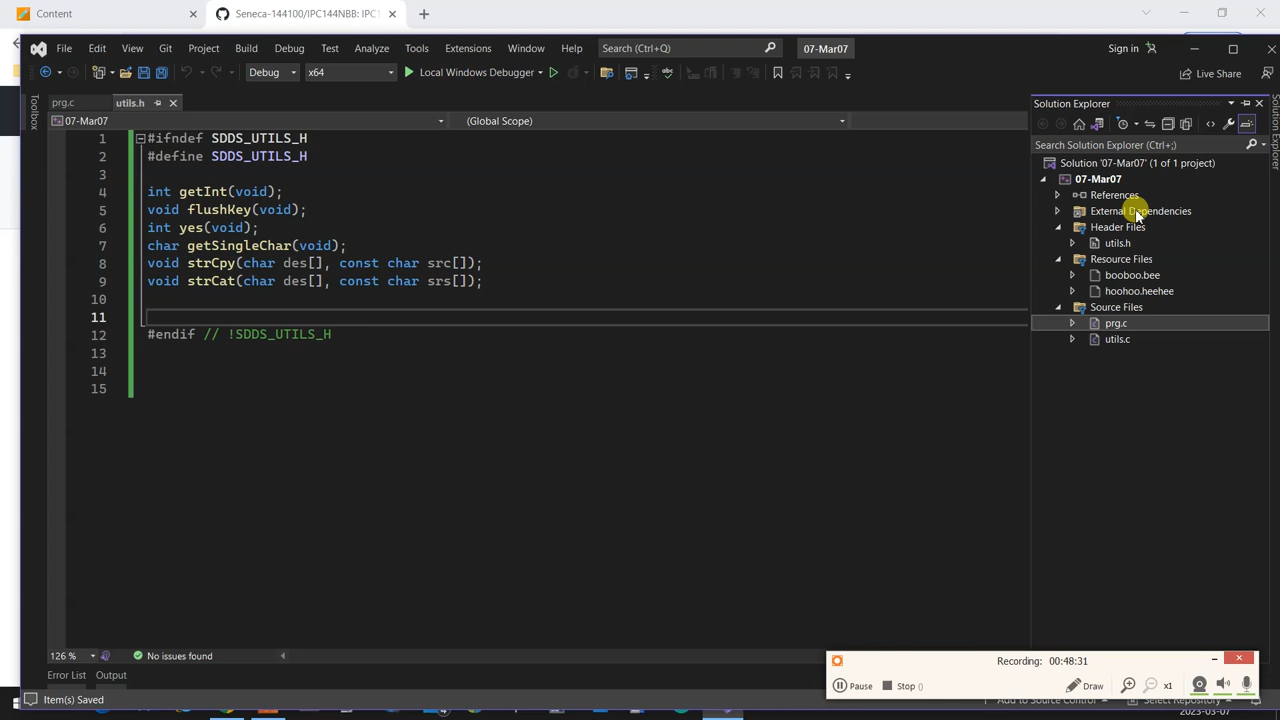 Content
Seneca-144100/IPC144NBB: IPC1
File Edit View Git Project Build Debug Test Analyze Tools Extensions Window Help Search (Ctrl+Q) 07-Mar07 Sign in
Debug x64 Local Windows Debugger Live Share
Toolbox
prg.c utils.h
07-Mar07 (Global Scope)
1 #ifndef SDDS_UTILS_H
2 #define SDDS_UTILS_H
3
4 int getInt(void);
5 void flushKey(void);
6 int yes(void);
7 char getSingleChar(void);
8 void strCpy(char des[], const char src[]);
9 void strCat(char des[], const char srs[]);
10
11
12 #endif // !SDDS_UTILS_H
13
14
15
126 % No issues found
Error List Output
Item(s) Saved
Solution Explorer
Search Solution Explorer (Ctrl+;)
Solution '07-Mar07' (1 of 1 project)
07-Mar07
References
External Dependencies
Header Files
utils.h
Resource Files
booboo.bee
hoohoo.heehee
Source Files
prg.c
utils.c
Solution Explorer
Recording: 00:48:31
Pause Stop () Draw x1
Add to Source Control Select Repository
2023-03-07